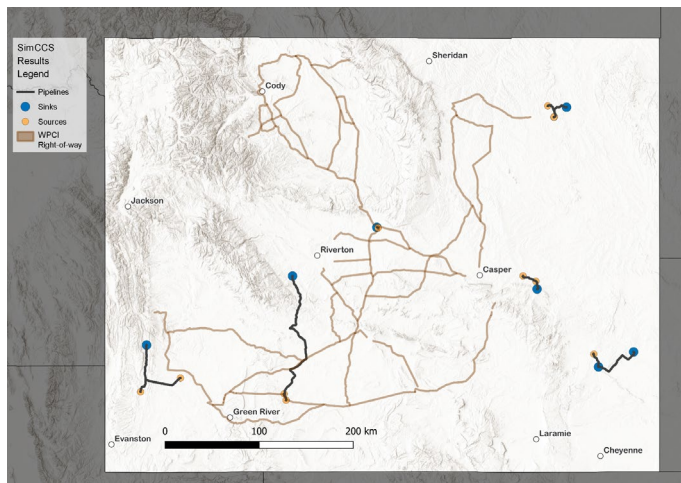 SimCCS
Results
Legend
Pipelines
Sinks
Sources
WPCI
Right-of-way
Sheridan
Cody
Jackson
Riverton
Casper
Green River
Evanston
0 100 200 km
Laramie
Cheyenne